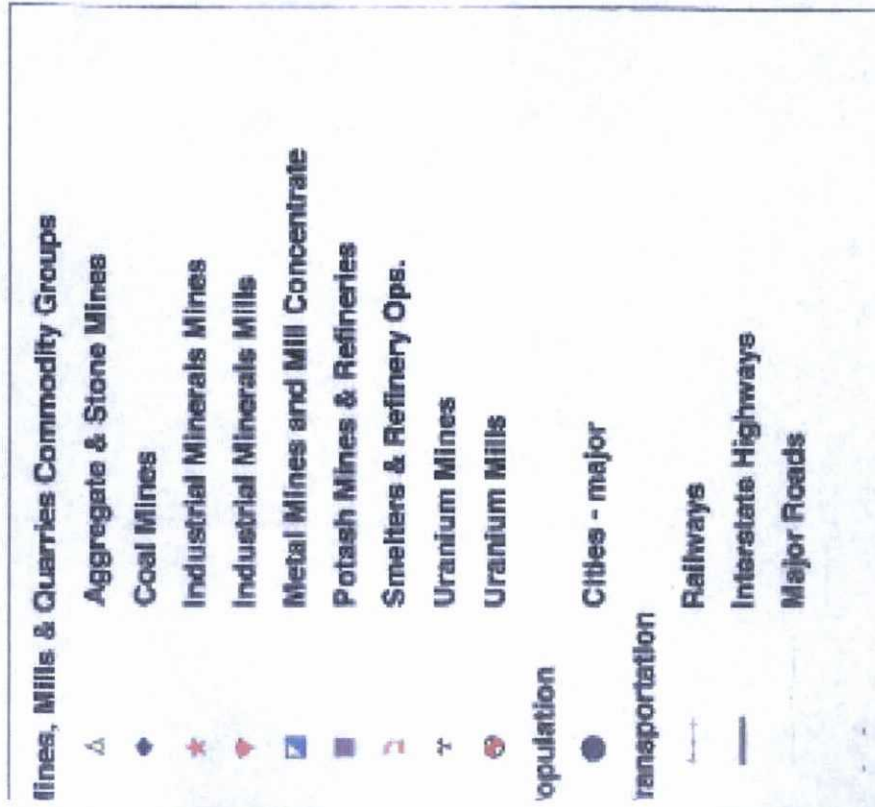 lines, Mills & Quarries Commodity Groups
Aggregate & Stone Mines
Coal Mines
Industrial Minerals Mines
Industrial Minerals Mills
Metal Mines and Mill Concentrate
Potash Mines & Refineries
Smelters & Refinery Ops.
Uranium Mines
Uranium Mills
opulation
Cities - major
ransportation
Railways
Interstate Highways
Major Roads